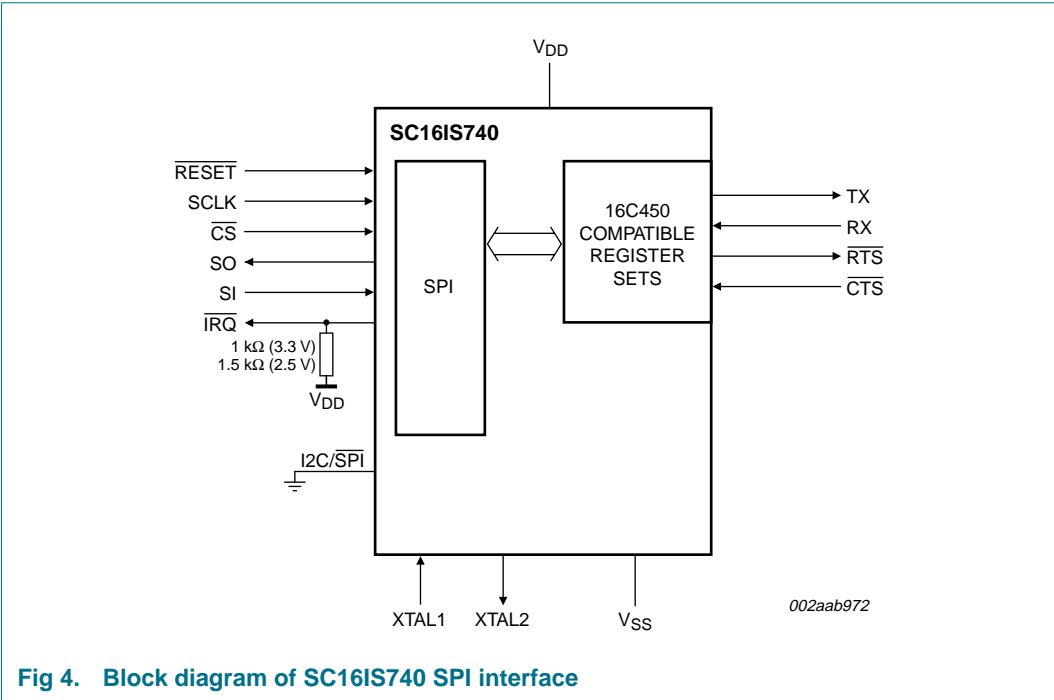 VDD
SC16IS740
RESET
SCLK
CS
SO
SI
IRQ
1 kΩ (3.3 V)
1.5 kΩ (2.5 V)
VDD
I2C/SPI
SPI
16C450
COMPATIBLE
REGISTER
SETS
TX
RX
RTS
CTS
XTAL1
XTAL2
VSS
002aab972
Fig 4. Block diagram of SC16IS740 SPI interface